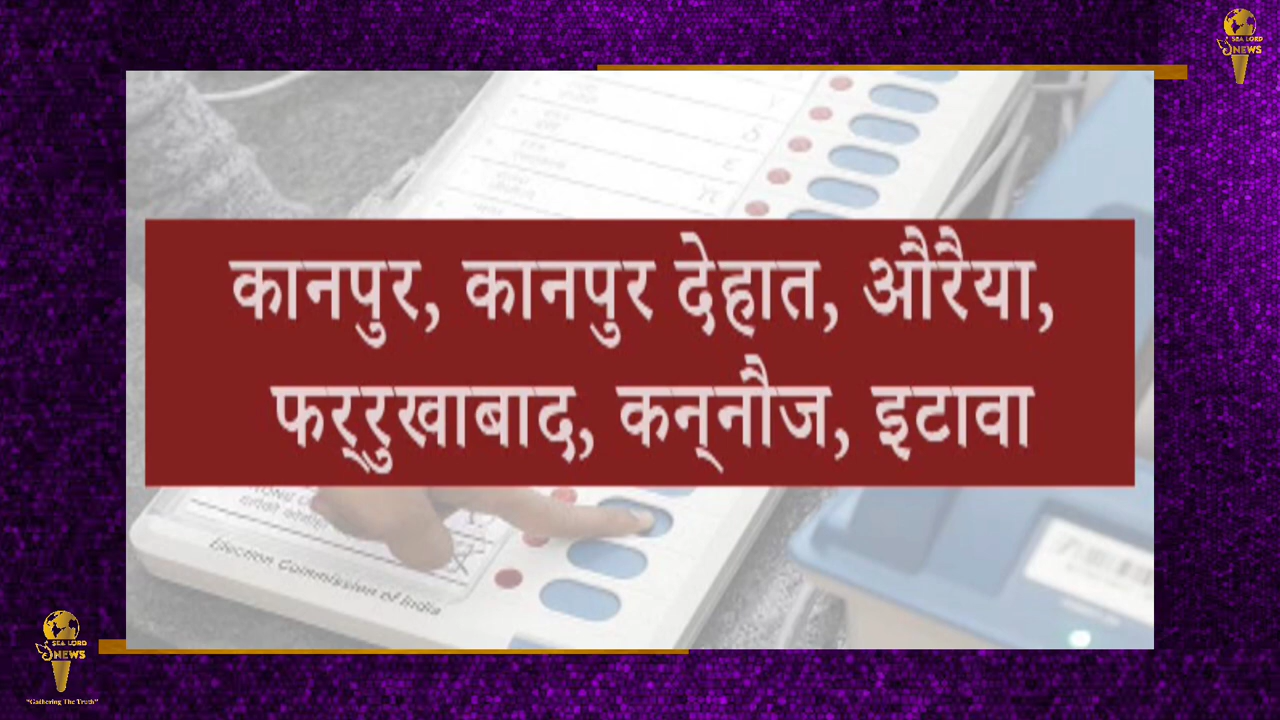 SEA LORD
NEWS
कानपुर, कानपुर देहात, औरैया,
फर्रुखाबाद, कन्नौज, इटावा
Election Commission of India
SEA LORD
NEWS
"Gathering The Truth"